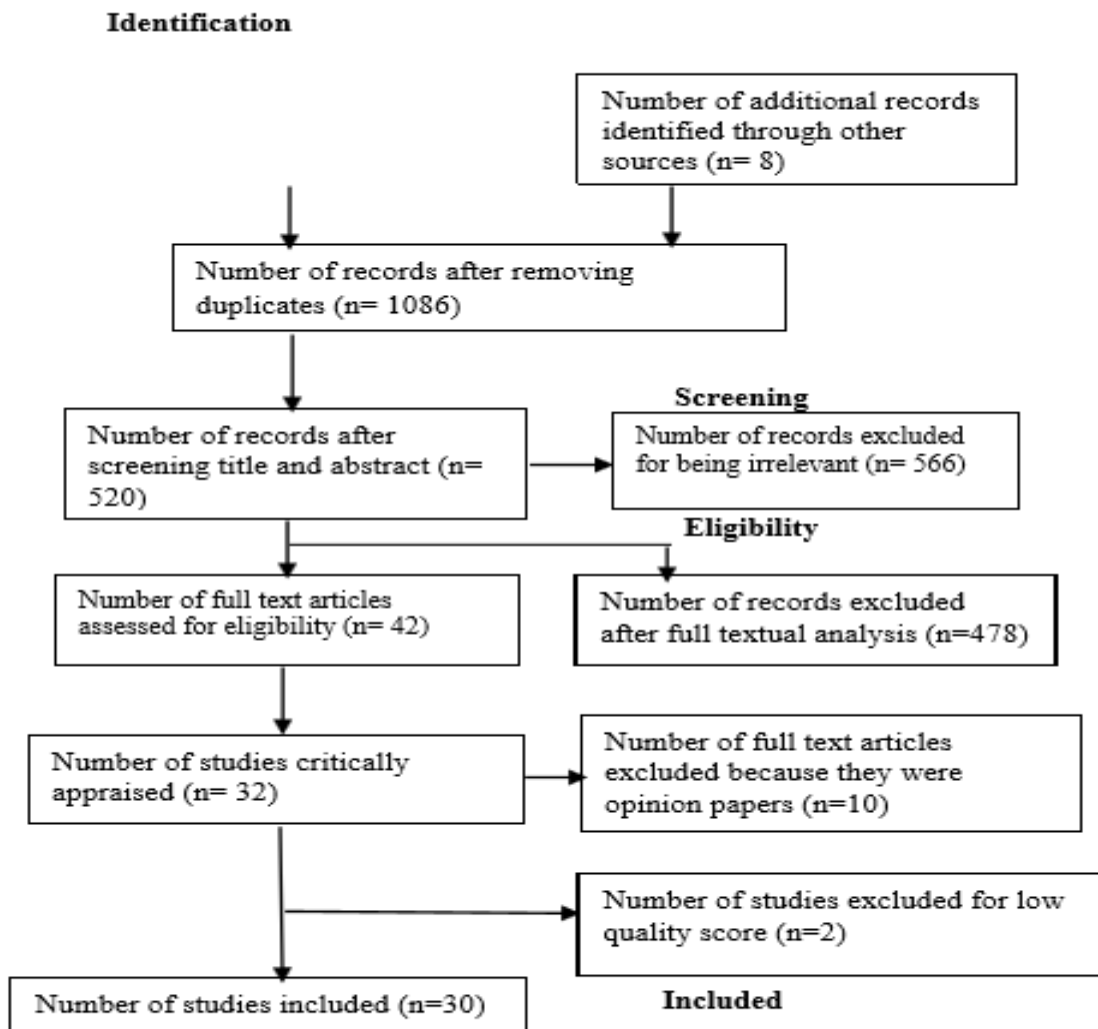 Identification
Number of additional records
identified through other
sources (n= 8)
Number of records after removing
duplicates (n= 1086)
Screening
Number of records after
screening title and abstract (n=
520)
Number of records excluded
for being irrelevant (n= 566)
Eligibility
Number of full text articles
assessed for eligibility (n= 42)
Number of records excluded
after full textual analysis (n=478)
Number of studies critically
appraised (n= 32)
Number of full text articles
excluded because they were
opinion papers (n=10)
Number of studies excluded for low
quality score (n=2)
Number of studies included (n=30)
Included